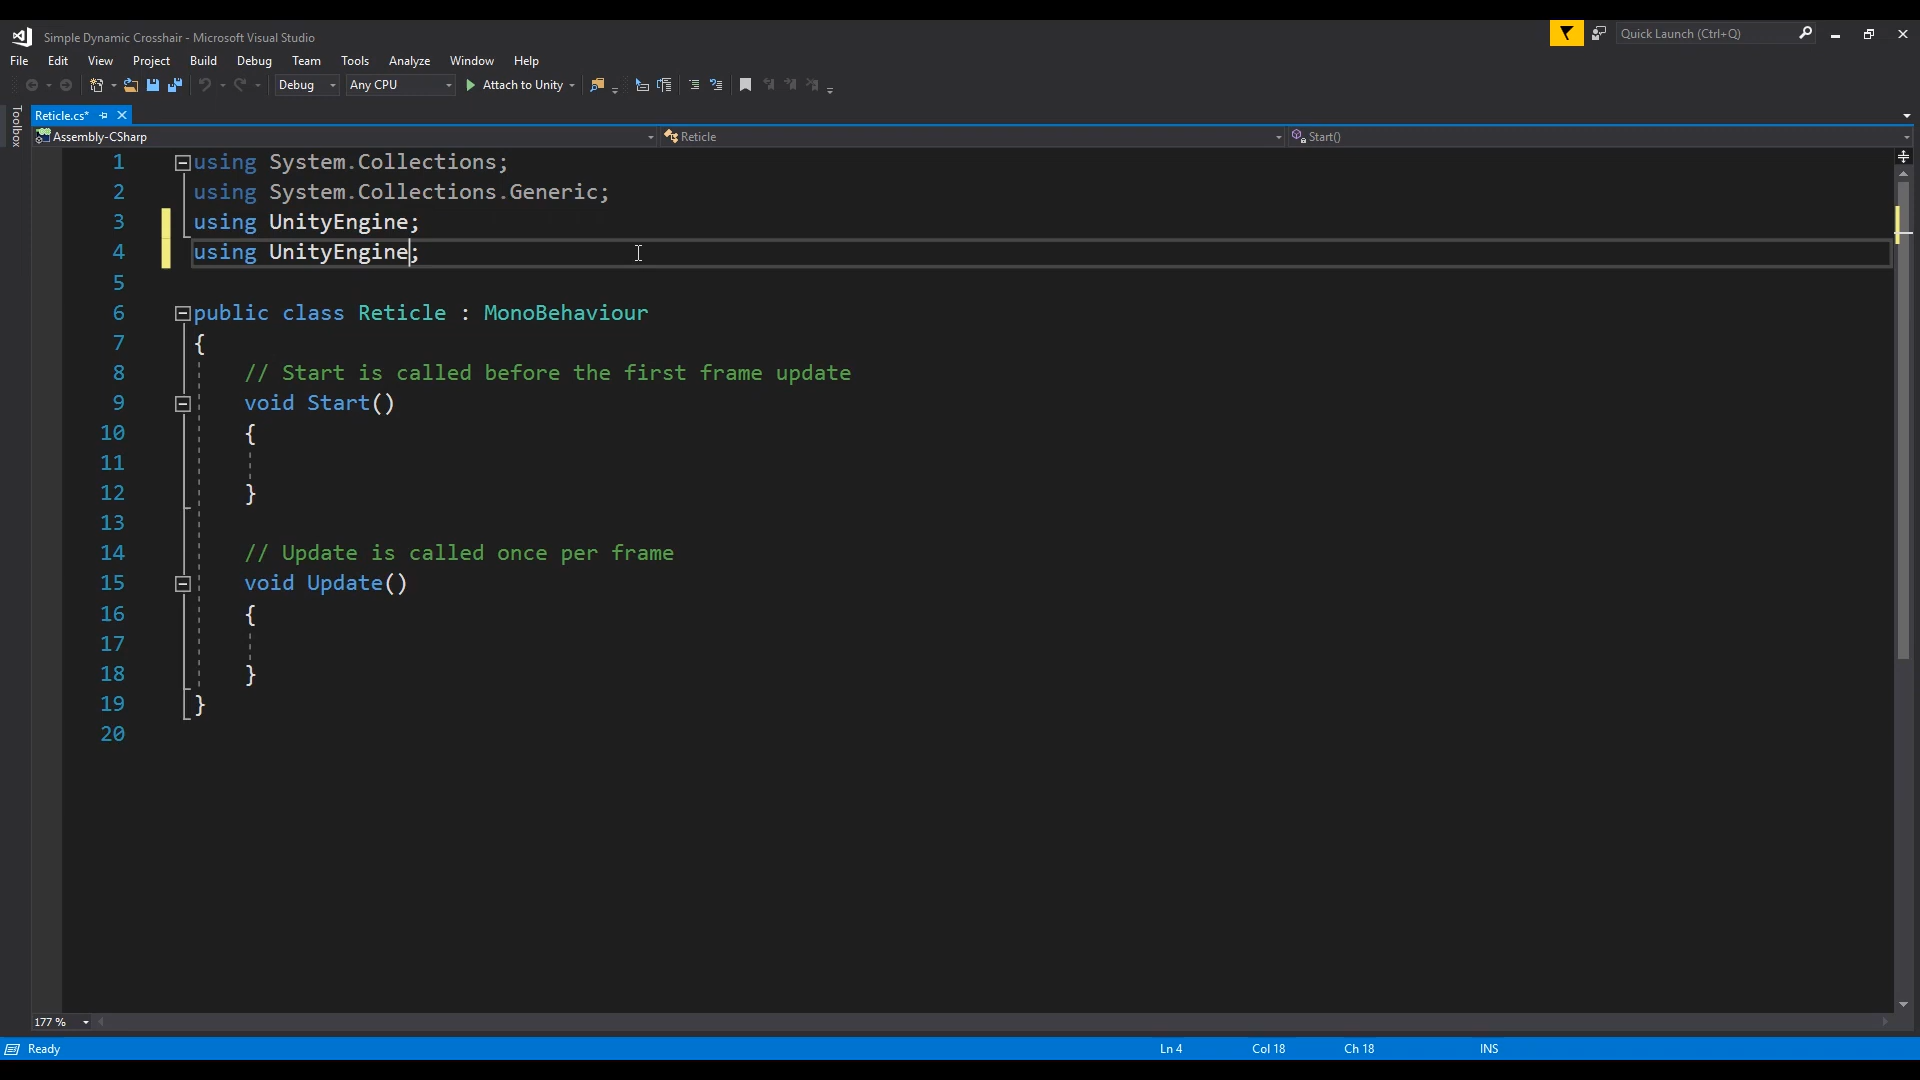 Simple Dynamic Crosshair - Microsoft Visual Studio
Quick Launch (Ctrl+Q)
File Edit View Project Build Debug Team Tools Analyze Window Help
Debug Any CPU Attach to Unity
Toolbox
Reticle.cs*
Assembly-CSharp Reticle Start()
1 using System.Collections;
2 using System.Collections.Generic;
3 using UnityEngine;
4 using UnityEngine;
5
6 public class Reticle : MonoBehaviour
7 {
8 // Start is called before the first frame update
9 void Start()
10 {
11
12 }
13
14 // Update is called once per frame
15 void Update()
16 {
17
18 }
19 }
20
177 %
Ready Ln 4 Col 18 Ch 18 INS